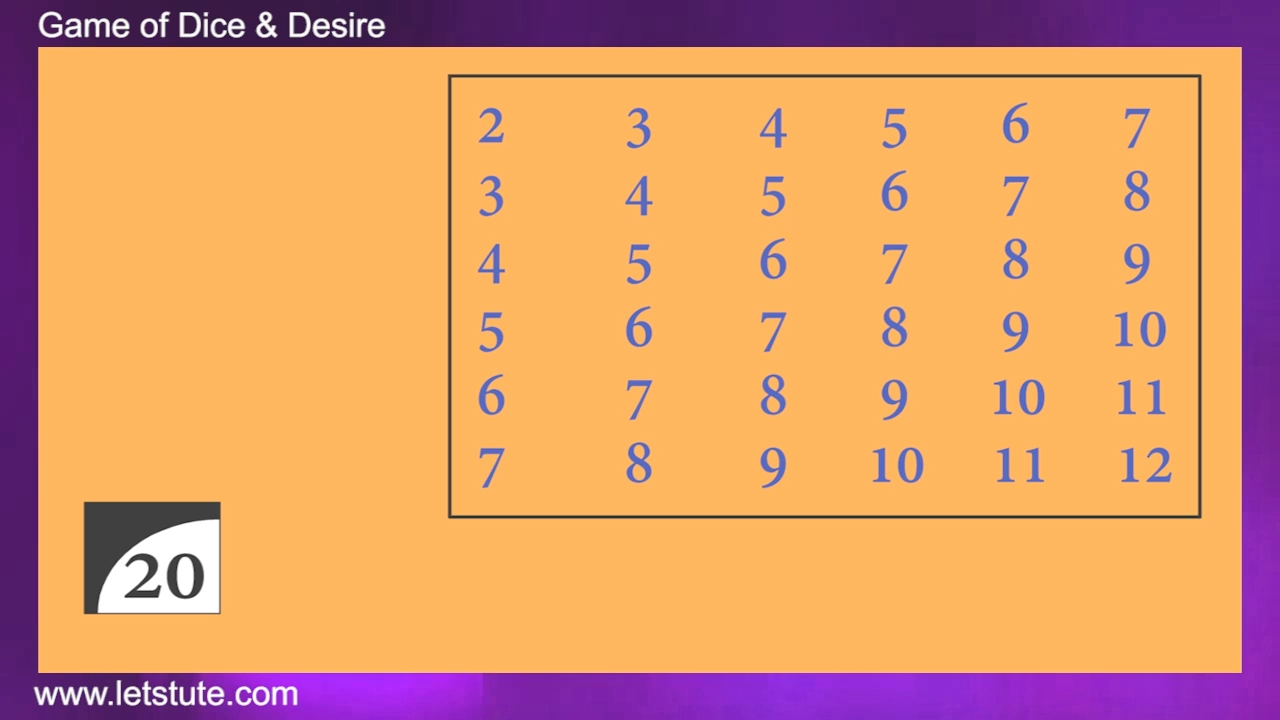 Game of Dice & Desire
2 3 4 5 6 7
3 4 5 6 7 8
4 5 6 7 8 9
5 6 7 8 9 10
6 7 8 9 10 11
7 8 9 10 11 12
20
www.letstute.com